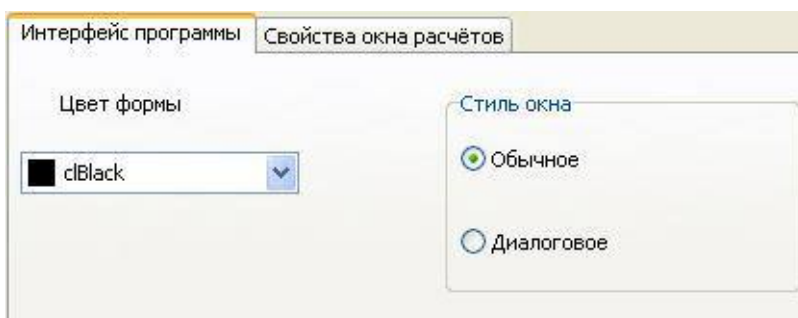 Интерфейс программы Свойства окна расчётов
Цвет формы
clBlack
Стиль окна
Обычное
Диалоговое